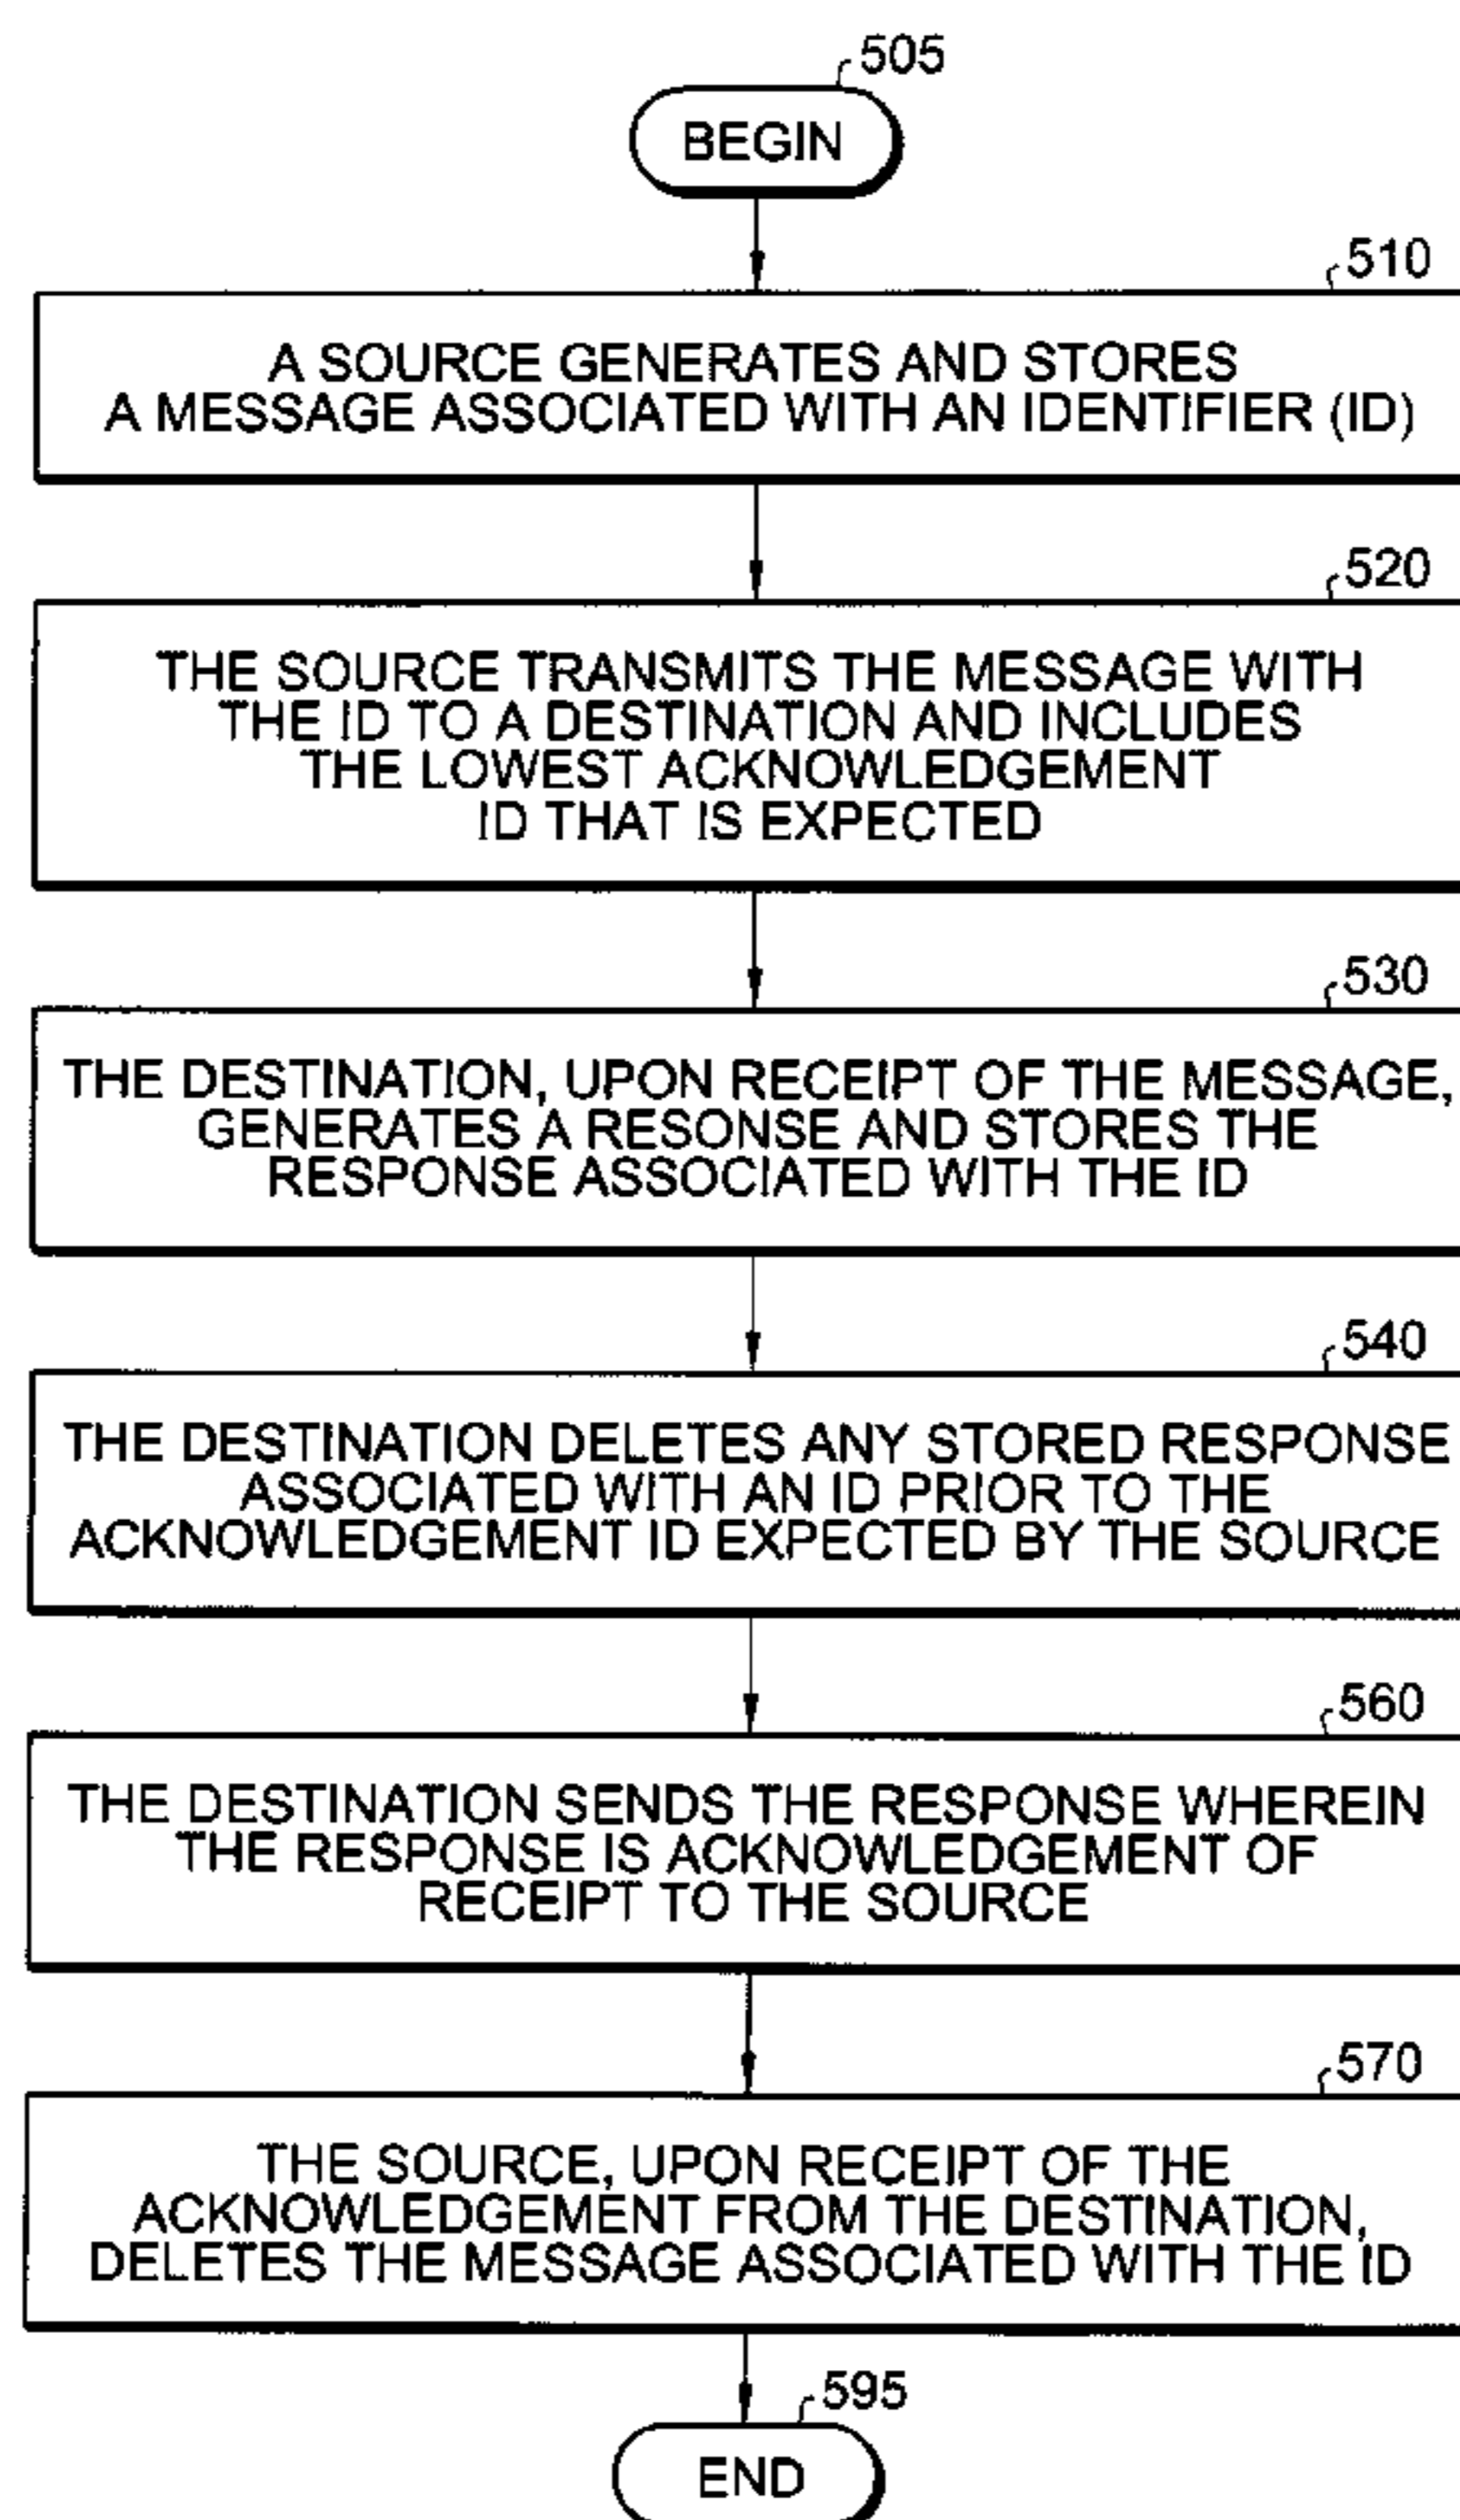 505
BEGIN
510
A SOURCE GENERATES AND STORES
A MESSAGE ASSOCIATED WITH AN IDENTIFIER (ID)
520
THE SOURCE TRANSMITS THE MESSAGE WITH
THE ID TO A DESTINATION AND INCLUDES
THE LOWEST ACKNOWLEDGEMENT
ID THAT IS EXPECTED
530
THE DESTINATION, UPON RECEIPT OF THE MESSAGE,
GENERATES A RESONSE AND STORES THE
RESPONSE ASSOCIATED WITH THE ID
540
THE DESTINATION DELETES ANY STORED RESPONSE
ASSOCIATED WITH AN ID PRIOR TO THE
ACKNOWLEDGEMENT ID EXPECTED BY THE SOURCE
560
THE DESTINATION SENDS THE RESPONSE WHEREIN
THE RESPONSE IS ACKNOWLEDGEMENT OF
RECEIPT TO THE SOURCE
570
THE SOURCE, UPON RECEIPT OF THE
ACKNOWLEDGEMENT FROM THE DESTINATION,
DELETES THE MESSAGE ASSOCIATED WITH THE ID
595
END